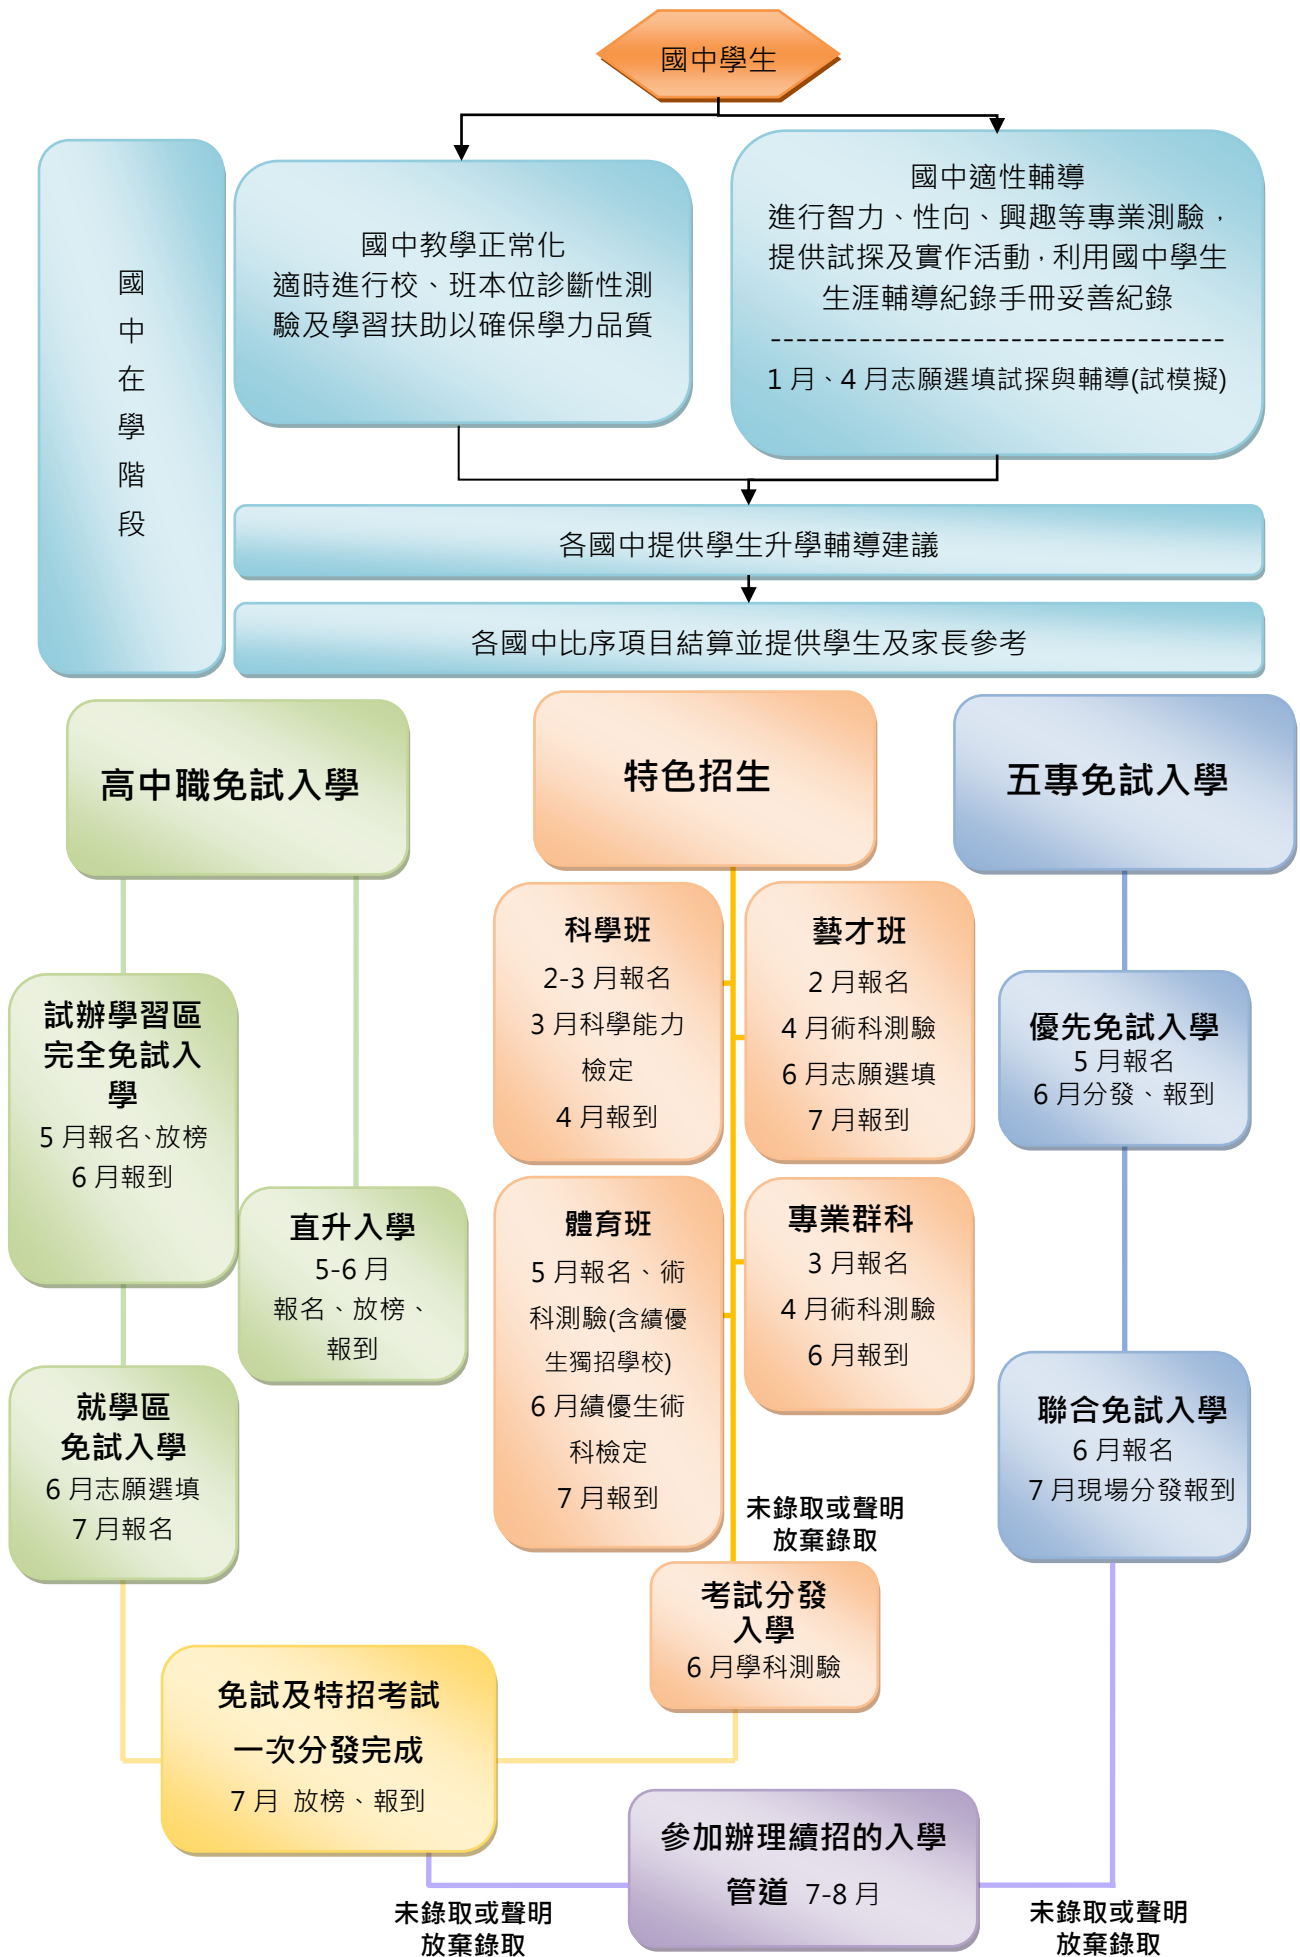 國中學生
國中在學階段
國中教學正常化
適時進行校、班本位診斷性測
驗及學習扶助以確保學力品質
國中適性輔導
進行智力、性向、興趣等專業測驗，
提供試探及實作活動，利用國中學生
生涯輔導紀錄手冊妥善紀錄
------------------------------------
1 月、4 月志願選填試探與輔導(試模擬)
各國中提供學生升學輔導建議
各國中比序項目結算並提供學生及家長參考
高中職免試入學
特色招生
五專免試入學
試辦學習區
完全免試入
學
5 月報名、放榜
6 月報到
直升入學
5-6 月
報名、放榜、
報到
就學區
免試入學
6 月志願選填
7 月報名
科學班
2-3 月報名
3 月科學能力
檢定
4 月報到
藝才班
2 月報名
4 月術科測驗
6 月志願選填
7 月報到
體育班
5 月報名、術
科測驗(含績優
生獨招學校)
6 月績優生術
科檢定
7 月報到
專業群科
3 月報名
4 月術科測驗
6 月報到
未錄取或聲明
放棄錄取
考試分發
入學
6 月學科測驗
優先免試入學
5 月報名
6 月分發、報到
聯合免試入學
6 月報名
7 月現場分發報到
免試及特招考試
一次分發完成
7 月 放榜、報到
參加辦理續招的入學
管道 7-8 月
未錄取或聲明
放棄錄取
未錄取或聲明
放棄錄取